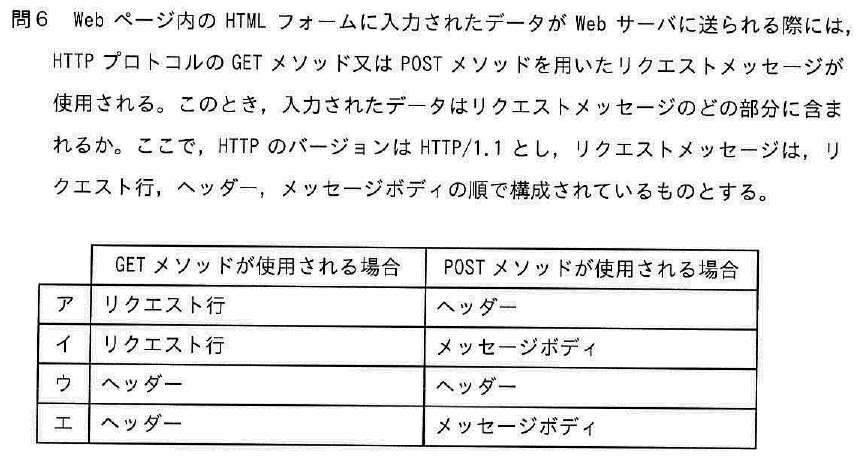 問6 Web ページ内の HTML フォームに入力されたデータが Web サーバに送られる際には,
HTTP プロトコルの GET メソッド又は POST メソッドを用いたリクエストメッセージが
使用される。このとき,入力されたデータはリクエストメッセージのどの部分に含ま
れるか。ここで,HTTP のバージョンは HTTP/1.1 とし,リクエストメッセージは,リ
クエスト行,ヘッダー,メッセージボディの順で構成されているものとする。
GET メソッドが使用される場合 POST メソッドが使用される場合
ア リクエスト行 ヘッダー
イ リクエスト行 メッセージボディ
ウ ヘッダー ヘッダー
エ ヘッダー メッセージボディ